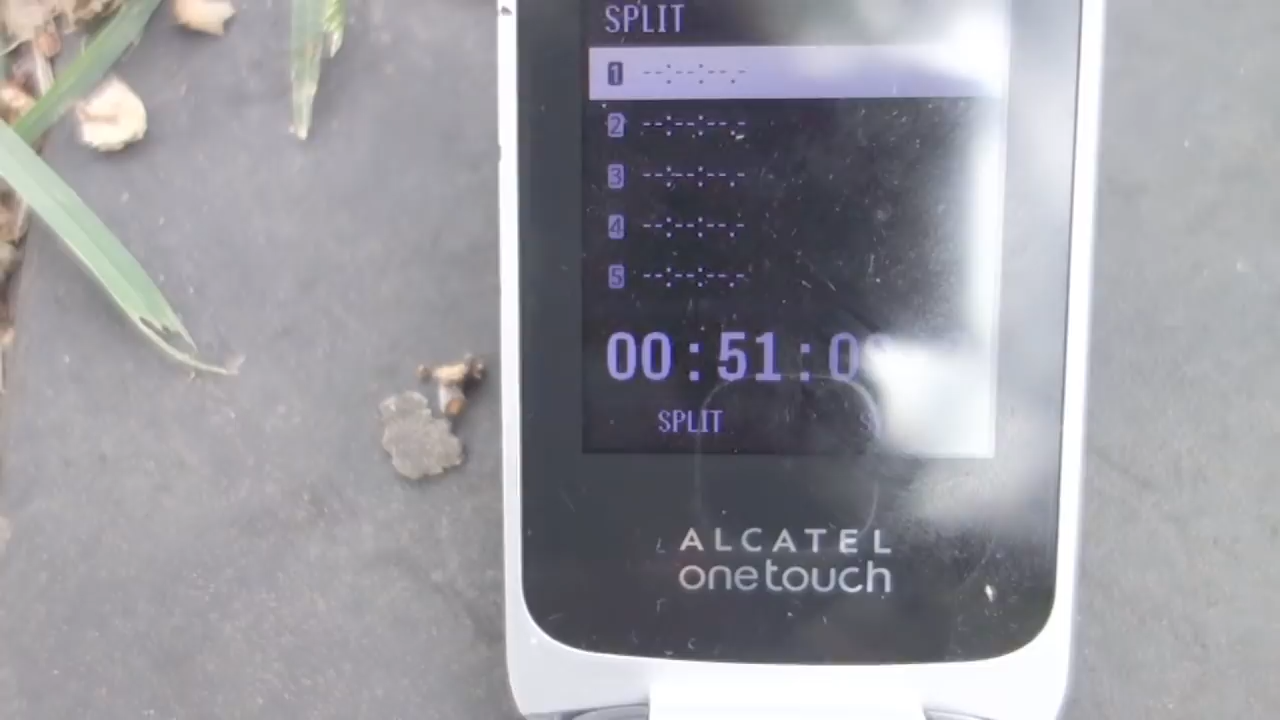 SPLIT
1 --:--:--.-
2 --:--:--.-
3 --:--:--.-
4 --:--:--.-
5 --:--:--.-
00:51:0
SPLIT
ALCATEL
onetouch